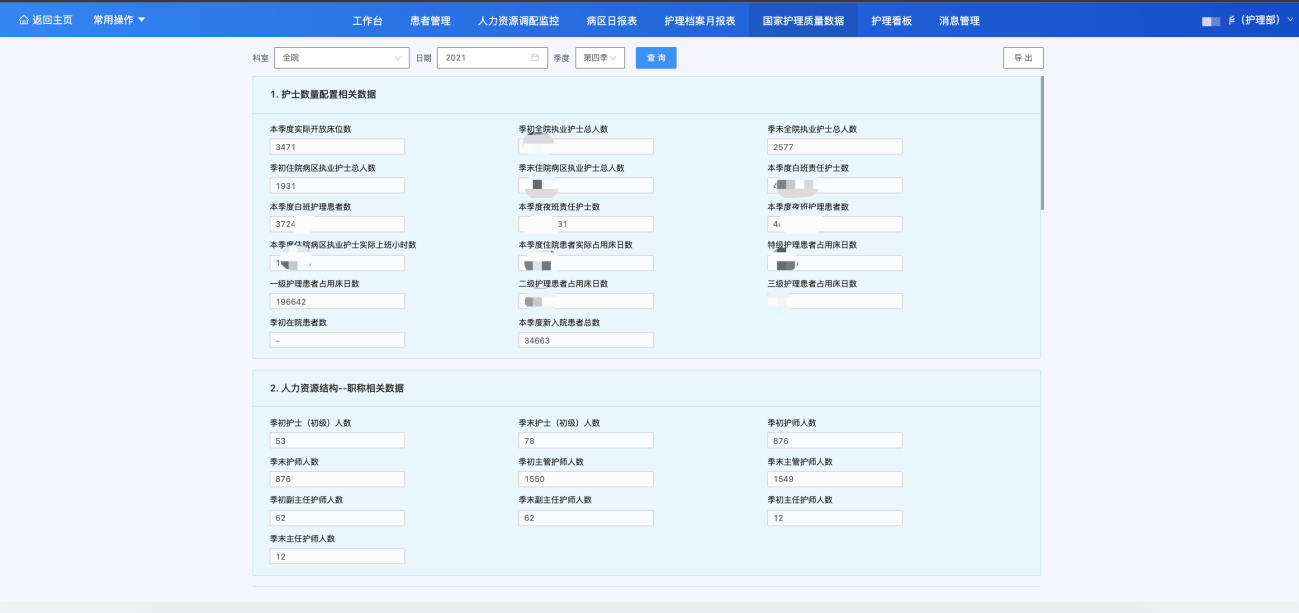 返回主页 常用操作 工作台 患者管理 人力资源调配监控 病区日报表 护理档案月报表 国家护理质量数据 护理看板 消息管理 (护理部)
科室 全院 日期 2021 季度 第四季 查询 导出
1. 护士数量配置相关数据
本季度实际开放床位数 季初全院执业护士总人数 季末全院执业护士总人数
3471 2577
季初住院病区执业护士总人数 季末住院病区执业护士总人数 本季度白班责任护士数
1931
本季度白班护理患者数 本季度夜班责任护士数 本季度夜班护理患者数
3724 31
本季度住院病区执业护士实际上班小时数 本季度住院患者实际占用床日数 特级护理患者占用床日数
一级护理患者占用床日数 二级护理患者占用床日数 三级护理患者占用床日数
196642
季初在院患者数 本季度新入院患者总数
- 34663
2. 人力资源结构--职称相关数据
季初护士（初级）人数 季末护士（初级）人数 季初护师人数
53 78 876
季末护师人数 季初主管护师人数 季末主管护师人数
876 1550 1549
季初副主任护师人数 季末副主任护师人数 季初主任护师人数
62 62 12
季末主任护师人数
12